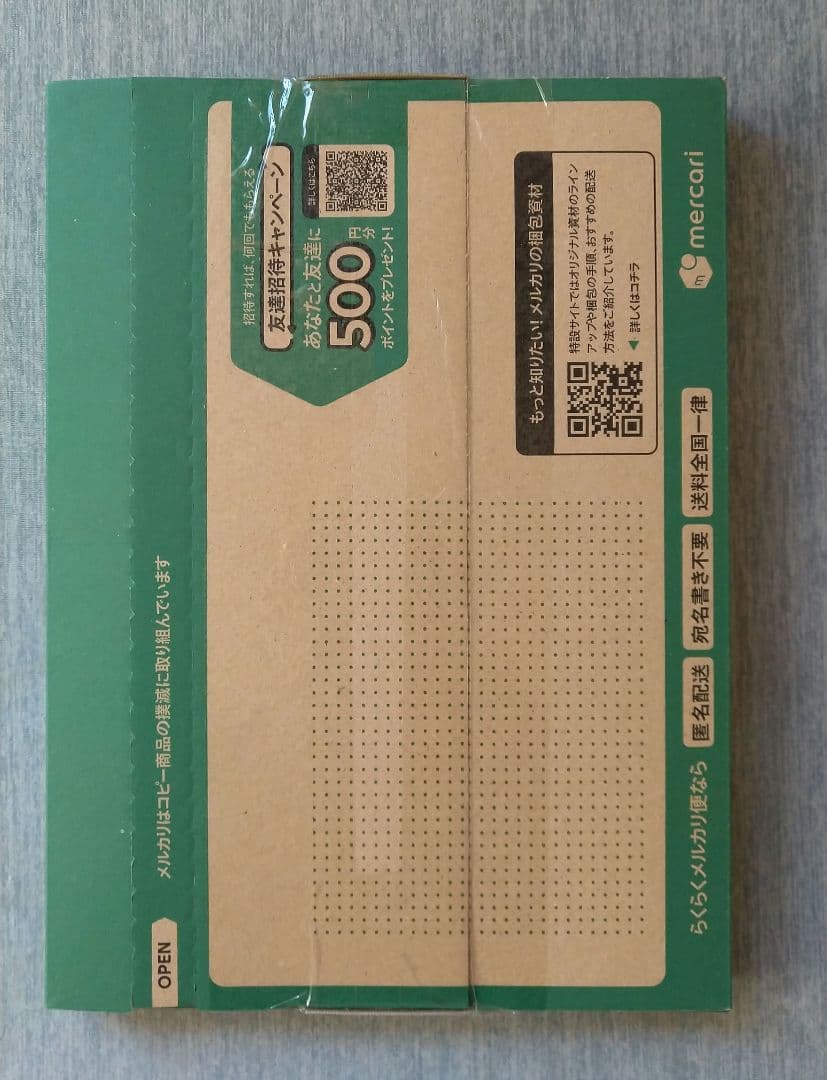 OPEN
メルカリはコピー商品の撲滅に取り組んでいます
招待すれば、何回でももらえる
友達招待キャンペーン
あなたと友達に
500円分
ポイントをプレゼント!
詳しくはこちら
もっと知りたい! メルカリの梱包資材
特設サイトではオリジナル資材のライン
アップや梱包の手順、おすすめの配送
方法をご紹介しています。
◀ 詳しくはコチラ
らくらくメルカリ便なら 匿名配送 宛名書き不要 送料全国一律
m mercari